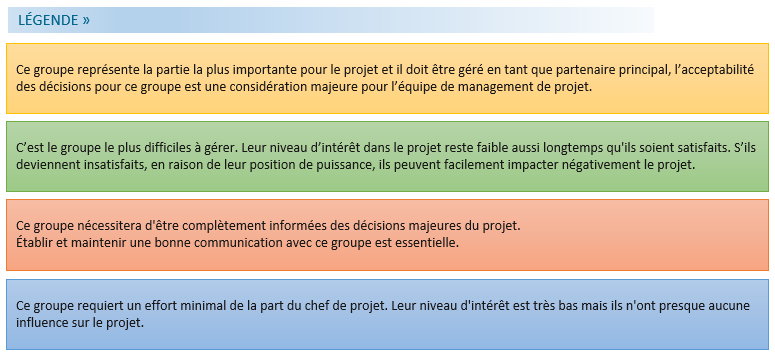 LÉGENDE »
Ce groupe représente la partie la plus importante pour le projet et il doit être géré en tant que partenaire principal, l’acceptabilité
des décisions pour ce groupe est une considération majeure pour l’équipe de management de projet.
C’est le groupe le plus difficiles à gérer. Leur niveau d’intérêt dans le projet reste faible aussi longtemps qu'ils soient satisfaits. S’ils
deviennent insatisfaits, en raison de leur position de puissance, ils peuvent facilement impacter négativement le projet.
Ce groupe nécessitera d'être complètement informées des décisions majeures du projet.
Établir et maintenir une bonne communication avec ce groupe est essentielle.
Ce groupe requiert un effort minimal de la part du chef de projet. Leur niveau d'intérêt est très bas mais ils n'ont presque aucune
influence sur le projet.